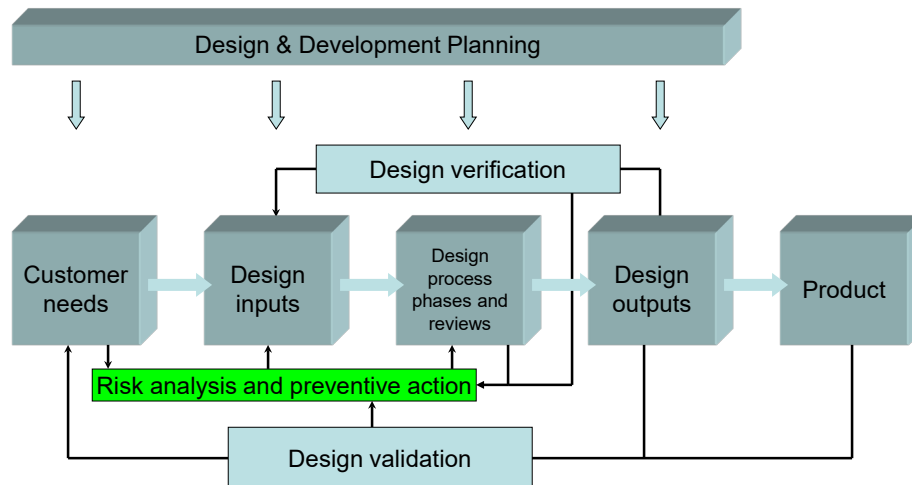 Design & Development Planning
Design verification
Customer
needs
Design
inputs
Design
process
phases and
reviews
Design
outputs
Product
Risk analysis and preventive action
Design validation